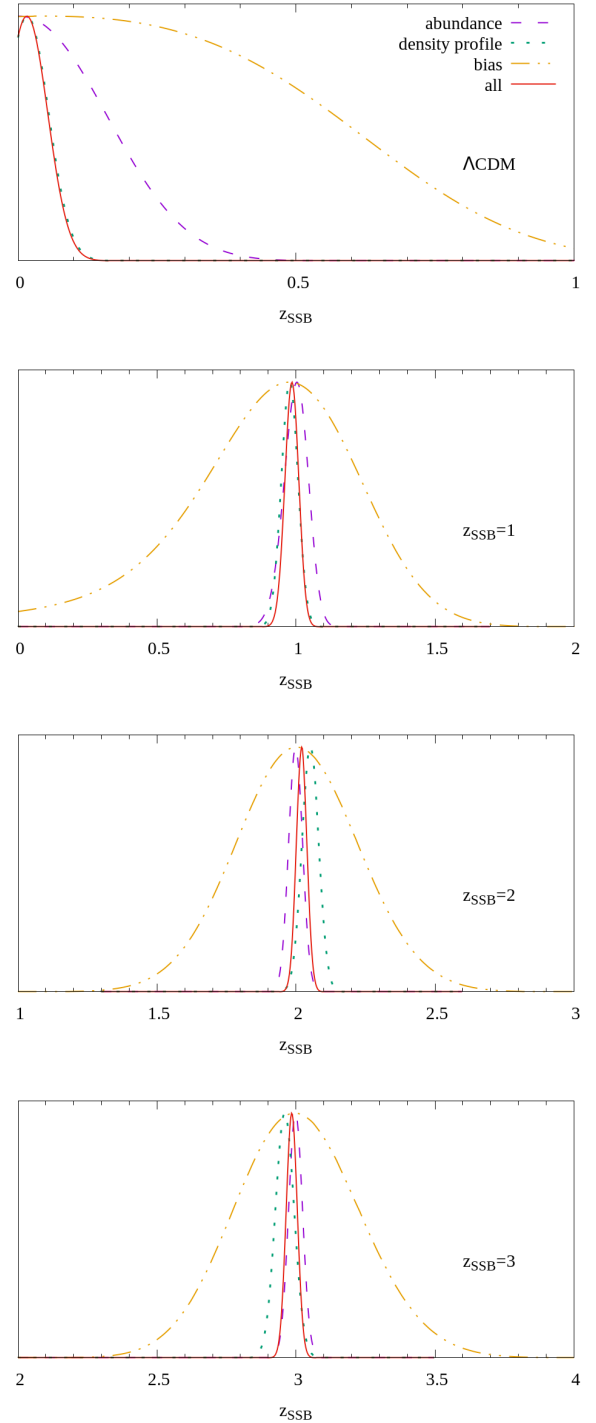 abundance
density profile
bias
all
ΛCDM
0 0.5 1
zSSB
zSSB=1
0 0.5 1 1.5 2
zSSB
zSSB=2
1 1.5 2 2.5 3
zSSB
zSSB=3
2 2.5 3 3.5 4
zSSB